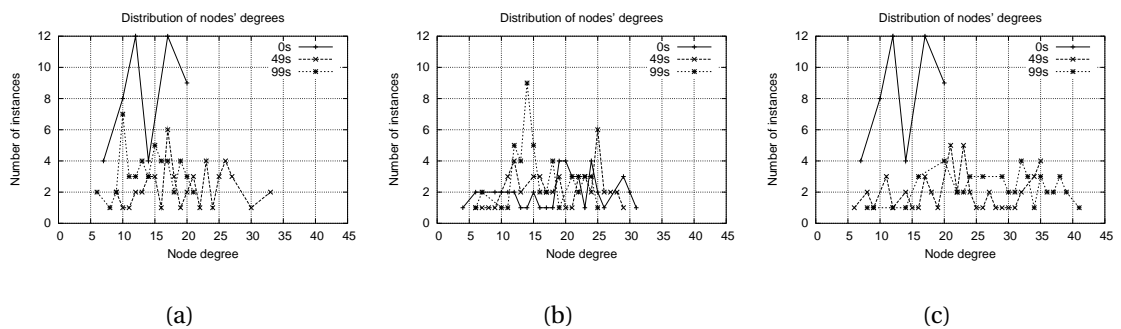 Distribution of nodes' degrees
12
10
8
6
4
2
0
Number of instances
0s
49s
99s
0 5 10 15 20 25 30 35 40 45
Node degree
(a)
Distribution of nodes' degrees
12
10
8
6
4
2
0
Number of instances
0s
49s
99s
0 5 10 15 20 25 30 35 40 45
Node degree
(b)
Distribution of nodes' degrees
12
10
8
6
4
2
0
Number of instances
0s
49s
99s
0 5 10 15 20 25 30 35 40 45
Node degree
(c)